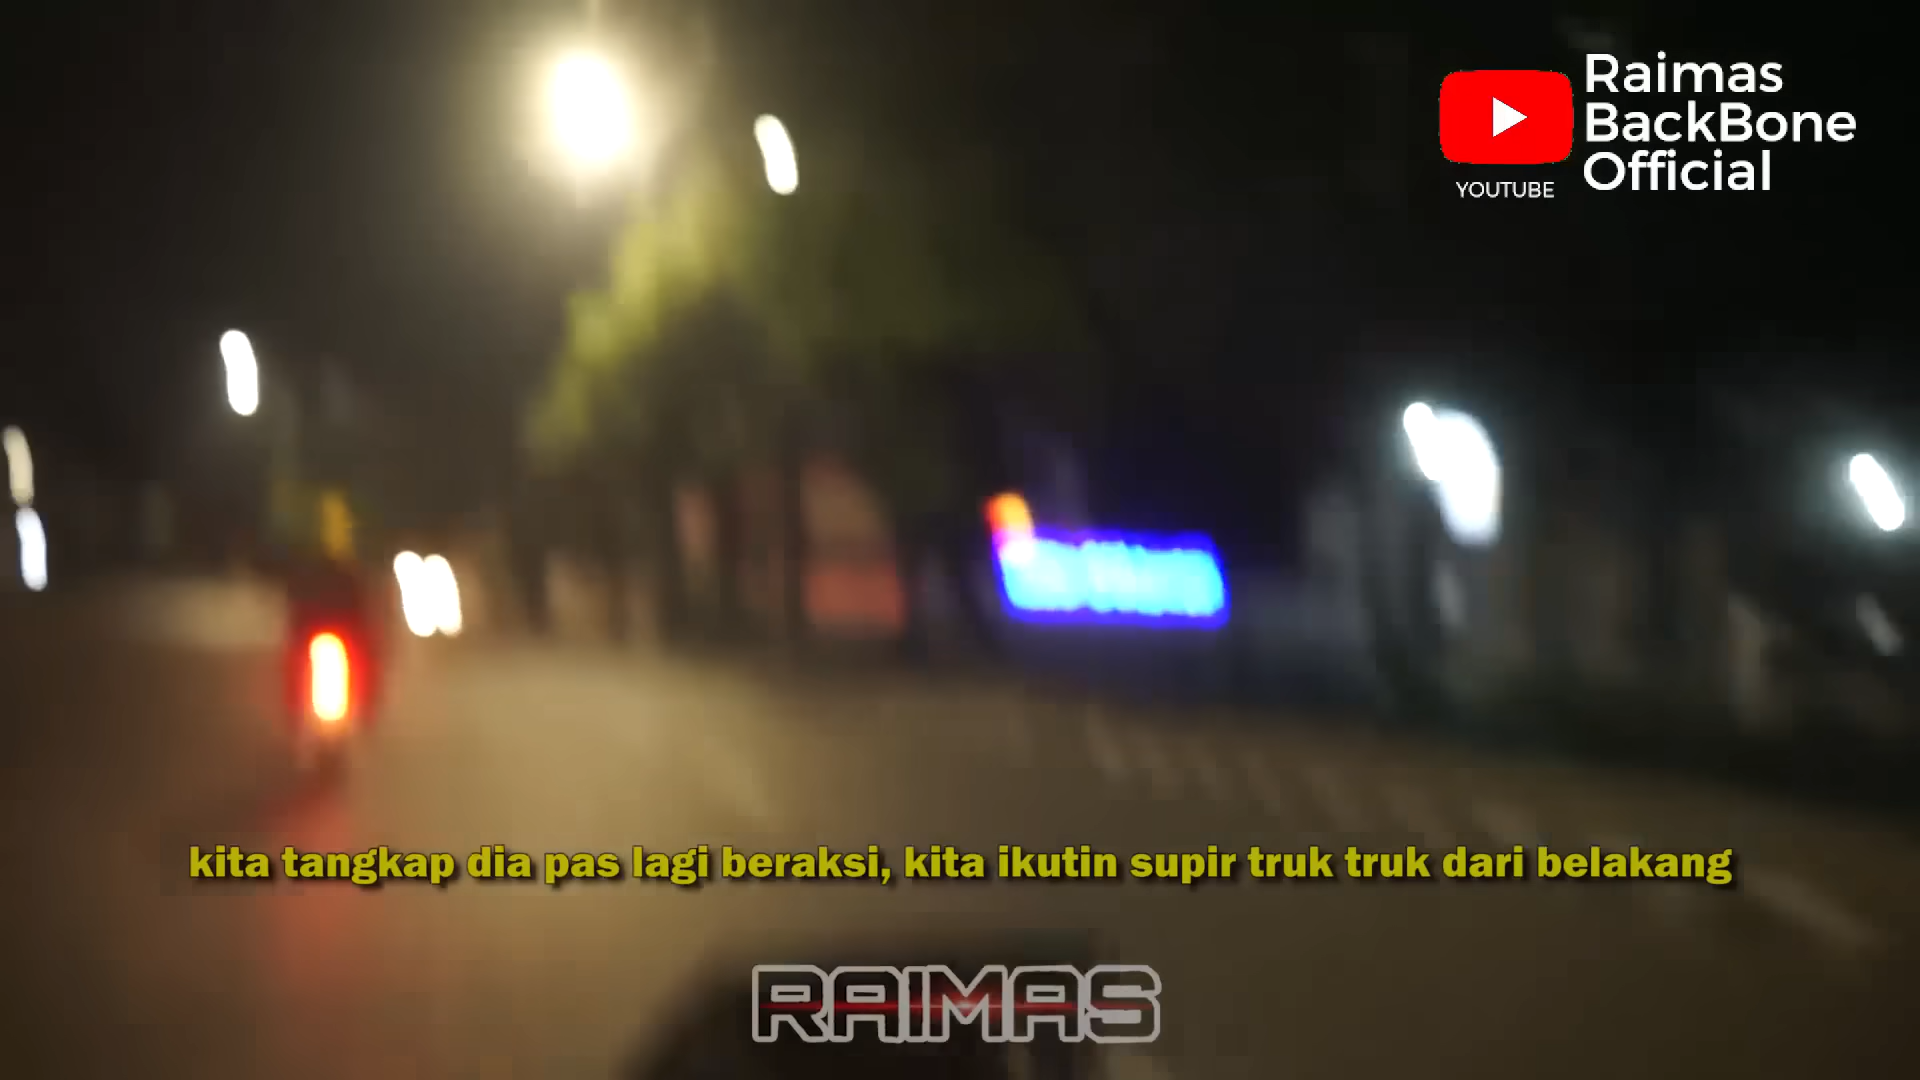 Raimas
BackBone
Official
YOUTUBE
kita tangkap dia pas lagi beraksi, kita ikutin supir truk truk dari belakang
RAIMAS